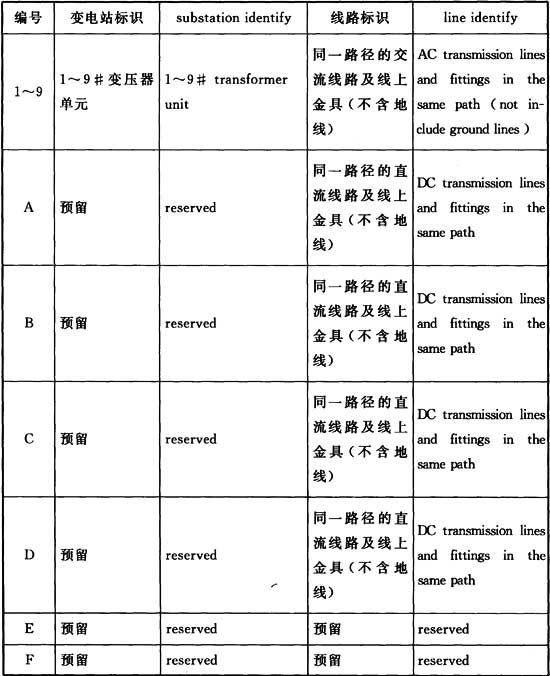 编号 变电站标识 substation identify 线路标识 line identify
1～9
1～9＃变压器
单元
1～9＃ transformer
unit
同一路径的交
流线路及线上
金具(不含地
线)
AC transmission lines
and fittings in the
same path (not in-
clude ground lines)
A
预留
reserved
同一路径的直
流线路及线上
金具(不含地
线)
DC transmission lines
and fittings in the
same path
B
预留
reserved
同一路径的直
流线路及线上
金具(不含地
线)
DC transmission lines
and fittings in the
same path
C
预留
reserved
同一路径的直
流线路及线上
金具(不含地
线)
DC transmission lines
and fittings in the
same path
D
预留
reserved
同一路径的直
流线路及线上
金具(不含地
线)
DC transmission lines
and fittings in the
same path
E 预留 reserved 预留 reserved
F 预留 reserved 预留 reserved